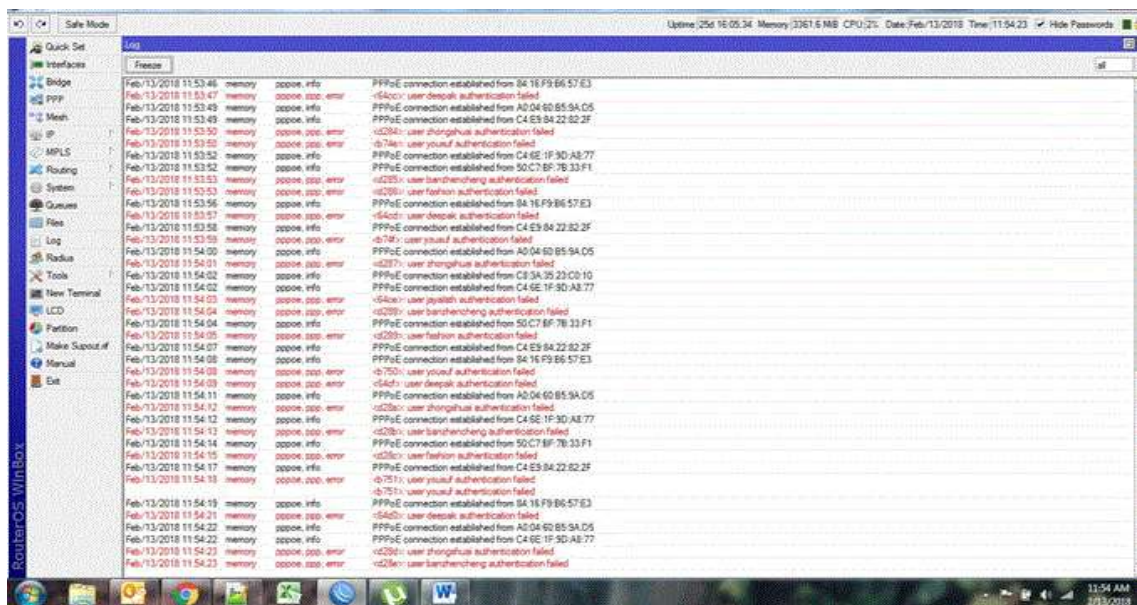 Safe Mode Uptime: 25d 16:05:34 Memory: 3361.6 MiB CPU: 2% Date: Feb/13/2018 Time: 11:54:23 Hide Passwords
Quick Set
Interfaces
Bridge
PPP
Mesh
IP
MPLS
Routing
System
Queues
Files
Log
Radius
Tools
New Terminal
LCD
Partition
Make Supout.rif
Manual
Exit
RouterOS WinBox
Log
Freeze all
Feb/13/2018 11:53:46 memory pppoe, info PPPoE connection established from 84:16:F9:B6:57:E3
Feb/13/2018 11:53:47 memory pppoe, ppp, error <64cc>: user deepak authentication failed
Feb/13/2018 11:53:49 memory pppoe, info PPPoE connection established from A0:04:60:B5:9A:D5
Feb/13/2018 11:53:49 memory pppoe, info PPPoE connection established from C4:E9:84:22:82:2F
Feb/13/2018 11:53:50 memory pppoe, ppp, error <d284>: user zhongshuai authentication failed
Feb/13/2018 11:53:50 memory pppoe, ppp, error <b74e>: user yousuf authentication failed
Feb/13/2018 11:53:52 memory pppoe, info PPPoE connection established from C4:6E:1F:9D:A8:77
Feb/13/2018 11:53:52 memory pppoe, info PPPoE connection established from 50:C7:BF:7B:33:F1
Feb/13/2018 11:53:53 memory pppoe, ppp, error <d285>: user banzhencheng authentication failed
Feb/13/2018 11:53:53 memory pppoe, ppp, error <d286>: user fashion authentication failed
Feb/13/2018 11:53:56 memory pppoe, info PPPoE connection established from 84:16:F9:B6:57:E3
Feb/13/2018 11:53:57 memory pppoe, ppp, error <64cd>: user deepak authentication failed
Feb/13/2018 11:53:58 memory pppoe, info PPPoE connection established from C4:E9:84:22:82:2F
Feb/13/2018 11:53:59 memory pppoe, ppp, error <b74f>: user yousuf authentication failed
Feb/13/2018 11:54:00 memory pppoe, info PPPoE connection established from A0:04:60:B5:9A:D5
Feb/13/2018 11:54:01 memory pppoe, ppp, error <d287>: user zhongshuai authentication failed
Feb/13/2018 11:54:02 memory pppoe, info PPPoE connection established from C8:3A:35:23:C0:10
Feb/13/2018 11:54:02 memory pppoe, info PPPoE connection established from C4:6E:1F:9D:A8:77
Feb/13/2018 11:54:03 memory pppoe, ppp, error <64ce>: user jayalath authentication failed
Feb/13/2018 11:54:04 memory pppoe, ppp, error <d288>: user banzhencheng authentication failed
Feb/13/2018 11:54:04 memory pppoe, info PPPoE connection established from 50:C7:BF:7B:33:F1
Feb/13/2018 11:54:05 memory pppoe, ppp, error <d289>: user fashion authentication failed
Feb/13/2018 11:54:07 memory pppoe, info PPPoE connection established from C4:E9:84:22:82:2F
Feb/13/2018 11:54:08 memory pppoe, info PPPoE connection established from 84:16:F9:B6:57:E3
Feb/13/2018 11:54:08 memory pppoe, ppp, error <b750>: user yousuf authentication failed
Feb/13/2018 11:54:09 memory pppoe, ppp, error <64cf>: user deepak authentication failed
Feb/13/2018 11:54:11 memory pppoe, info PPPoE connection established from A0:04:60:B5:9A:D5
Feb/13/2018 11:54:12 memory pppoe, ppp, error <d28a>: user zhongshuai authentication failed
Feb/13/2018 11:54:12 memory pppoe, info PPPoE connection established from C4:6E:1F:9D:A8:77
Feb/13/2018 11:54:13 memory pppoe, ppp, error <d28b>: user banzhencheng authentication failed
Feb/13/2018 11:54:14 memory pppoe, info PPPoE connection established from 50:C7:BF:7B:33:F1
Feb/13/2018 11:54:15 memory pppoe, ppp, error <d28c>: user fashion authentication failed
Feb/13/2018 11:54:17 memory pppoe, info PPPoE connection established from C4:E9:84:22:82:2F
Feb/13/2018 11:54:18 memory pppoe, ppp, error <b751>: user yousuf authentication failed
<b751>: user yousuf authentication failed
Feb/13/2018 11:54:19 memory pppoe, info PPPoE connection established from 84:16:F9:B6:57:E3
Feb/13/2018 11:54:21 memory pppoe, ppp, error <64d0>: user deepak authentication failed
Feb/13/2018 11:54:22 memory pppoe, info PPPoE connection established from A0:04:60:B5:9A:D5
Feb/13/2018 11:54:22 memory pppoe, info PPPoE connection established from C4:6E:1F:9D:A8:77
Feb/13/2018 11:54:23 memory pppoe, ppp, error <d28d>: user zhongshuai authentication failed
Feb/13/2018 11:54:23 memory pppoe, ppp, error <d28e>: user banzhencheng authentication failed
11:54 AM
2/13/2018